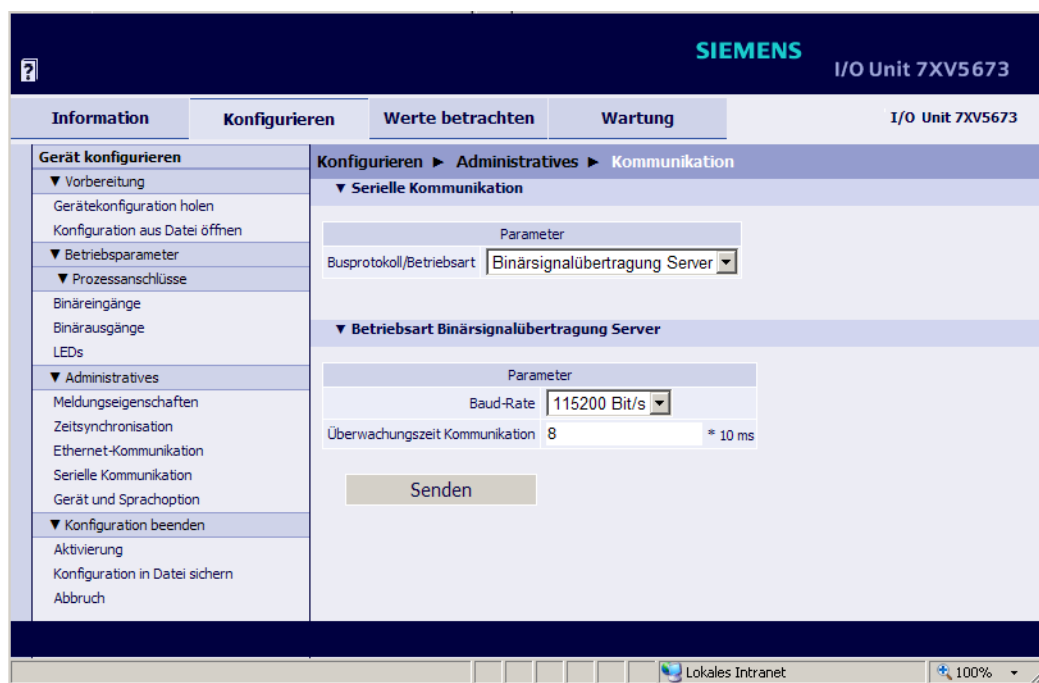 SIEMENS
?
I/O Unit 7XV5673
Information
Konfigurieren
Werte betrachten
Wartung
I/O Unit 7XV5673
Gerät konfigurieren
▼ Vorbereitung
Gerätekonfiguration holen
Konfiguration aus Datei öffnen
▼ Betriebsparameter
▼ Prozessanschlüsse
Binäreingänge
Binärausgänge
LEDs
▼ Administratives
Meldungseigenschaften
Zeitsynchronisation
Ethernet-Kommunikation
Serielle Kommunikation
Gerät und Sprachoption
▼ Konfiguration beenden
Aktivierung
Konfiguration in Datei sichern
Abbruch
Konfigurieren ► Administratives ► Kommunikation
▼ Serielle Kommunikation
Parameter
Busprotokoll/Betriebsart Binärsignalübertragung Server
▼ Betriebsart Binärsignalübertragung Server
Parameter
Baud-Rate 115200 Bit/s
Überwachungszeit Kommunikation 8 * 10 ms
Senden
Lokales Intranet
100%